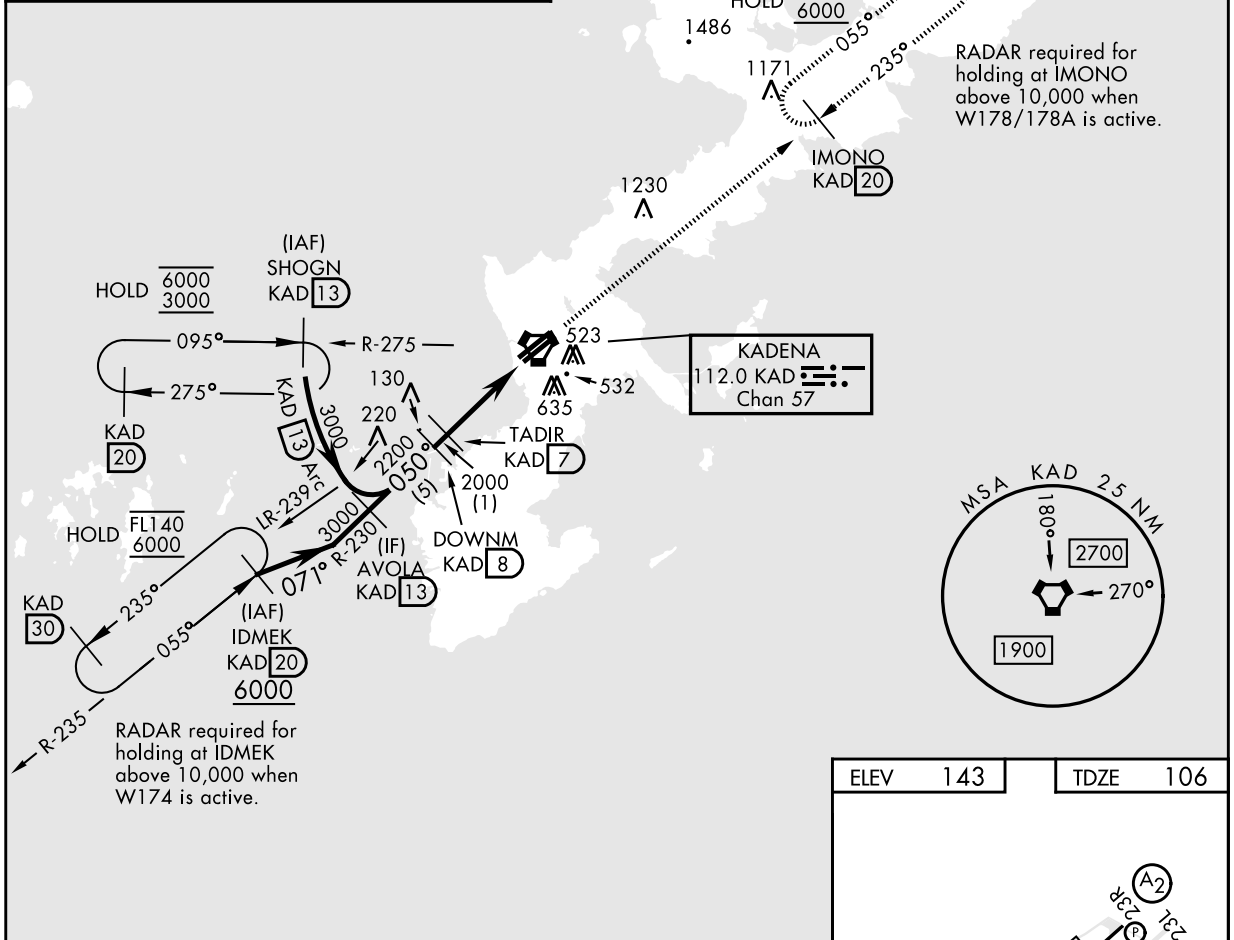 HOLD 6000
1486
055°
235°
1171
RADAR required for
holding at IMONO
above 10,000 when
W178/178A is active.
IMONO
KAD 20
1230
(IAF)
SHOGN
KAD 13
HOLD 6000
3000
095°
R-275
275°
KAD
20
KAD 13 Arc
3000
130
220
523
532
635
KADENA
112.0 KAD
Chan 57
TADIR
KAD 7
2200
050°
(5)
2000
(1)
DOWNM
KAD 8
LR-239
3000
R-230
071°
(IF)
AVOLA
KAD 13
HOLD FL140
6000
KAD
30
235°
055°
(IAF)
IDMEK
KAD 20
6000
R-235
RADAR required for
holding at IDMEK
above 10,000 when
W174 is active.
MSA KAD 25 NM
180°
2700
270°
1900
ELEV 143
TDZE 106
A2
23R
23L
P